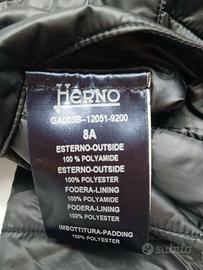 HERNO
GA003B-12051-9200
8A
ESTERNO-OUTSIDE
100% POLYAMIDE
ESTERNO-OUTSIDE
100% POLYESTER
FODERA-LINING
100% POLYAMIDE
FODERA-LINING
100% POLYESTER
IMBOTTITURA-PADDING
100% POLYESTER
subito